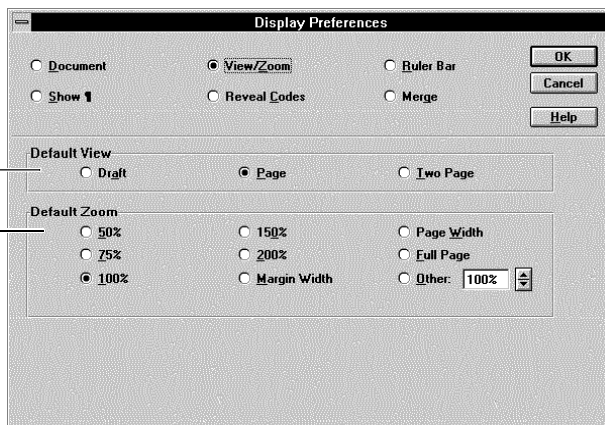 Display Preferences
Document View/Zoom Ruler Bar OK
Show ¶ Reveal Codes Merge Cancel
Help
Default View
Draft Page Two Page
Default Zoom
50% 150% Page Width
75% 200% Full Page
100% Margin Width Other: 100%